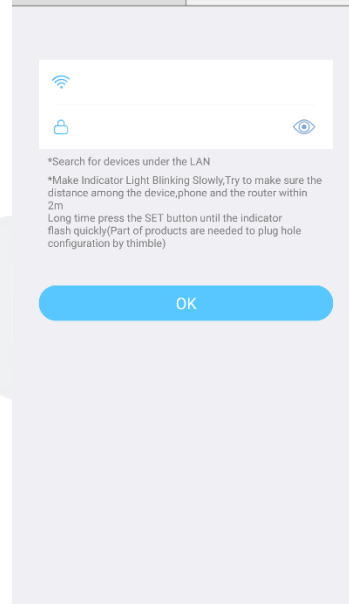 *Search for devices under the LAN
*Make Indicator Light Blinking Slowly,Try to make sure the
distance among the device,phone and the router within
2m
Long time press the SET button until the indicator
flash quickly(Part of products are needed to plug hole
configuration by thimble)
OK